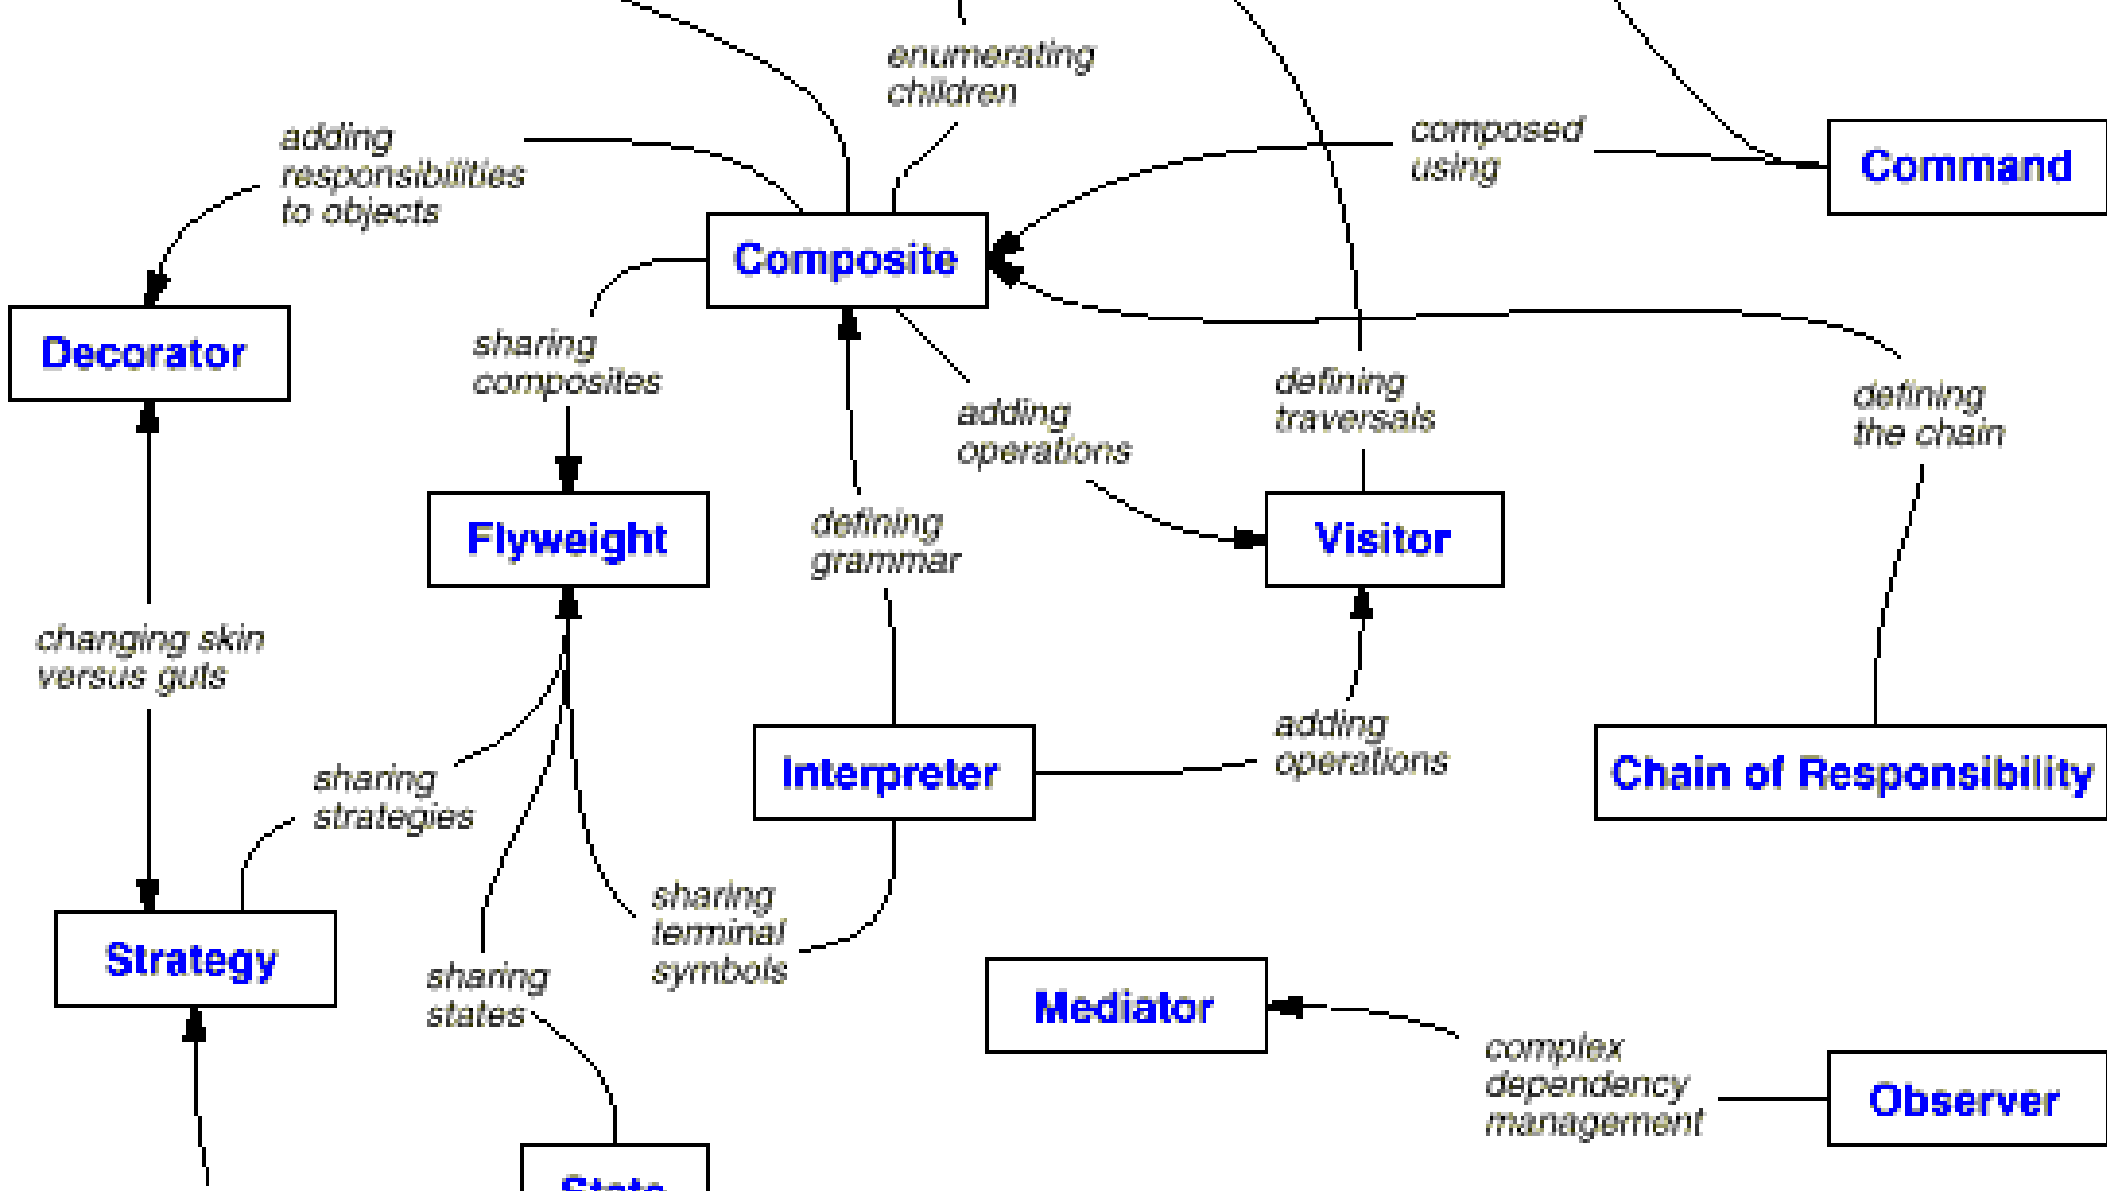 enumerating
children
adding
responsibilities
to objects
composed
using
Command
Composite
Decorator
sharing
composites
adding
operations
defining
traversals
defining
the chain
Flyweight
defining
grammar
Visitor
changing skin
versus guts
sharing
strategies
Interpreter
adding
operations
Chain of Responsibility
sharing
terminal
symbols
Strategy
sharing
states
Mediator
complex
dependency
management
Observer
State